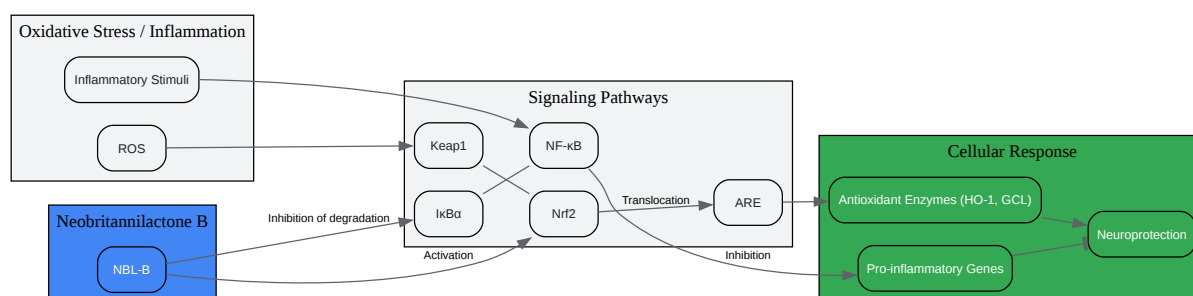 Oxidative Stress / Inflammation
Inflammatory Stimuli
ROS
Neobritannilactone B
NBL-B
Inhibition of degradation
Activation
Signaling Pathways
Keap1
NF-κB
IκBα
Nrf2
Translocation
ARE
Inhibition
Cellular Response
Antioxidant Enzymes (HO-1, GCL)
Neuroprotection
Pro-inflammatory Genes